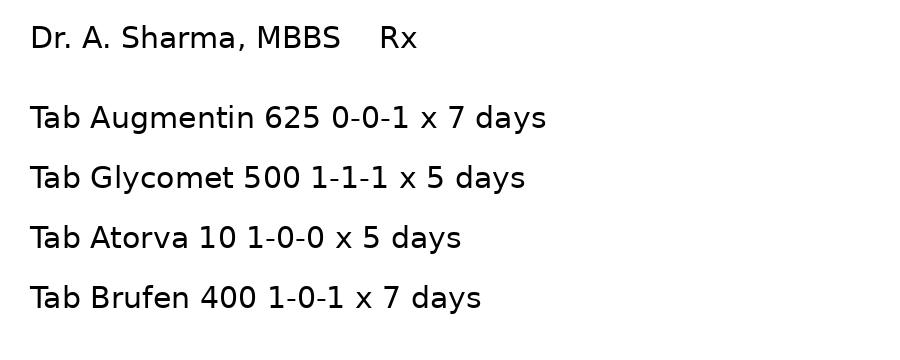 Dr. A. Sharma, MBBS    Rx
Tab Augmentin 625 0-0-1 x 7 days
Tab Glycomet 500 1-1-1 x 5 days
Tab Atorva 10 1-0-0 x 5 days
Tab Brufen 400 1-0-1 x 7 days